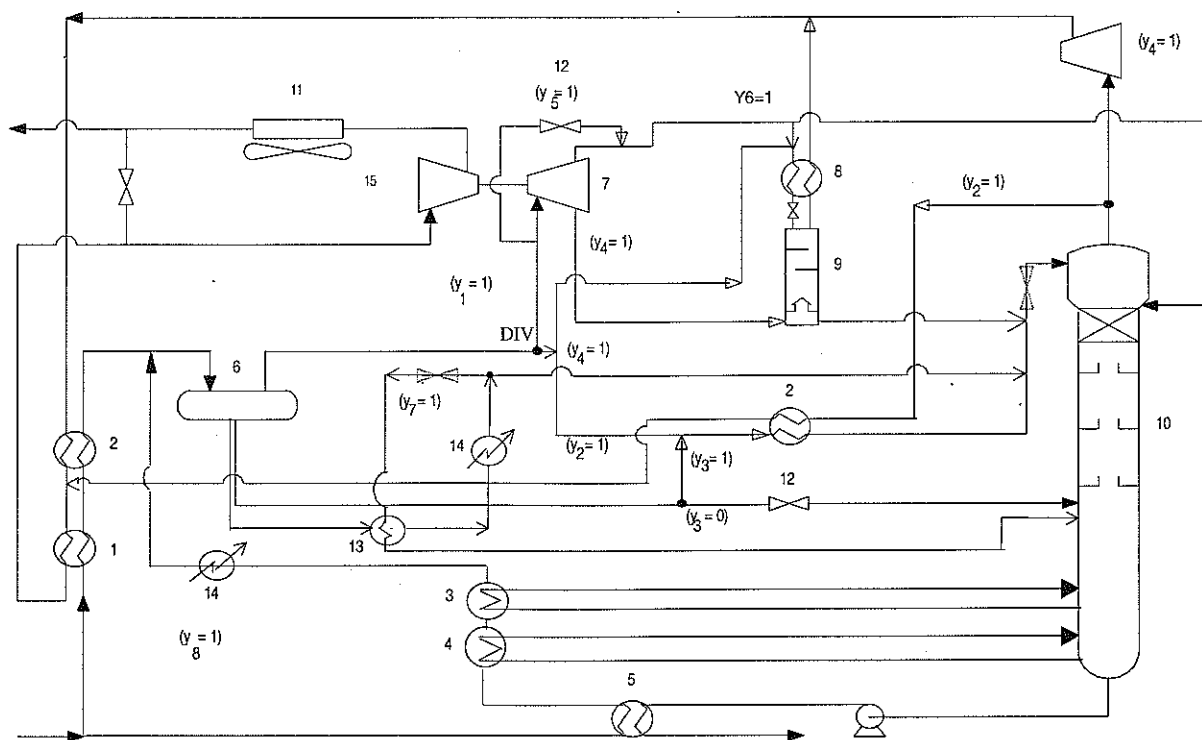 (y4 = 1)
12
(y5 = 1)
11
Y6=1
15
7
8
(y2 = 1)
(y4 = 1)
9
(y1 = 1)
DIV
(y4 = 1)
6
2
(y7 = 1)
2
14
(y2 = 1)
(y3 = 1)
10
12
(y3 = 0)
1
13
14
3
(y8 = 1)
4
5